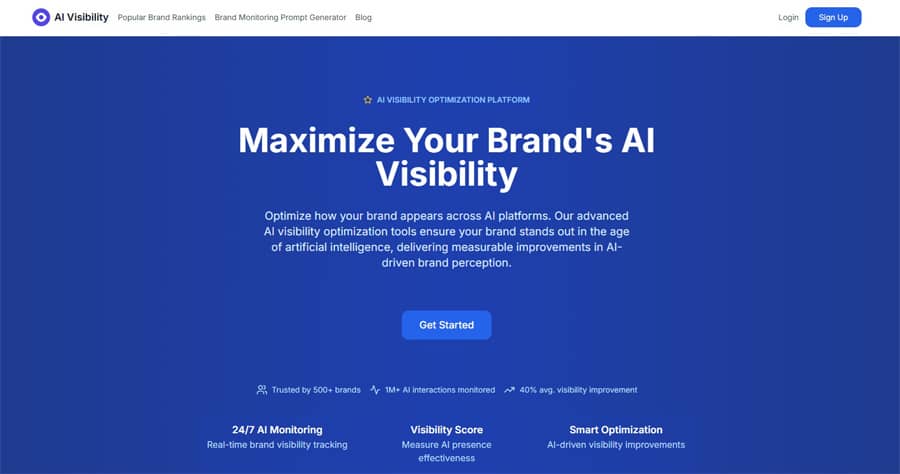 AI Visibility
Popular Brand Rankings
Brand Monitoring Prompt Generator
Blog
Login
Sign Up
AI VISIBILITY OPTIMIZATION PLATFORM
Maximize Your Brand's AI
Visibility
Optimize how your brand appears across AI platforms. Our advanced
AI visibility optimization tools ensure your brand stands out in the age
of artificial intelligence, delivering measurable improvements in AI-
driven brand perception.
Get Started
Trusted by 500+ brands
1M+ AI interactions monitored
40% avg. visibility improvement
24/7 AI Monitoring
Real-time brand visibility tracking
Visibility Score
Measure AI presence
effectiveness
Smart Optimization
AI-driven visibility improvements